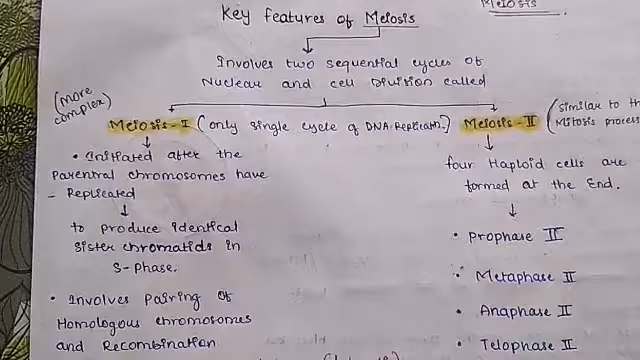 Meiosis
Key features of Meiosis
Involves two sequential cycles of
Nuclear and cell Division called
(more
complex)
Meiosis-I (only single cycle of DNA Replicatn.) Meiosis-II
(similar to th
Mitosis process
• Initiated after the
Parental chromosomes have
- Replicated
to produce identical
sister chromatids in
S-phase.
• Involves pairing of
Homologous chromosomes
and Recombination
four Haploid cells are
formed at the End.
• Prophase II
• Metaphase II
• Anaphase II
• Telophase II